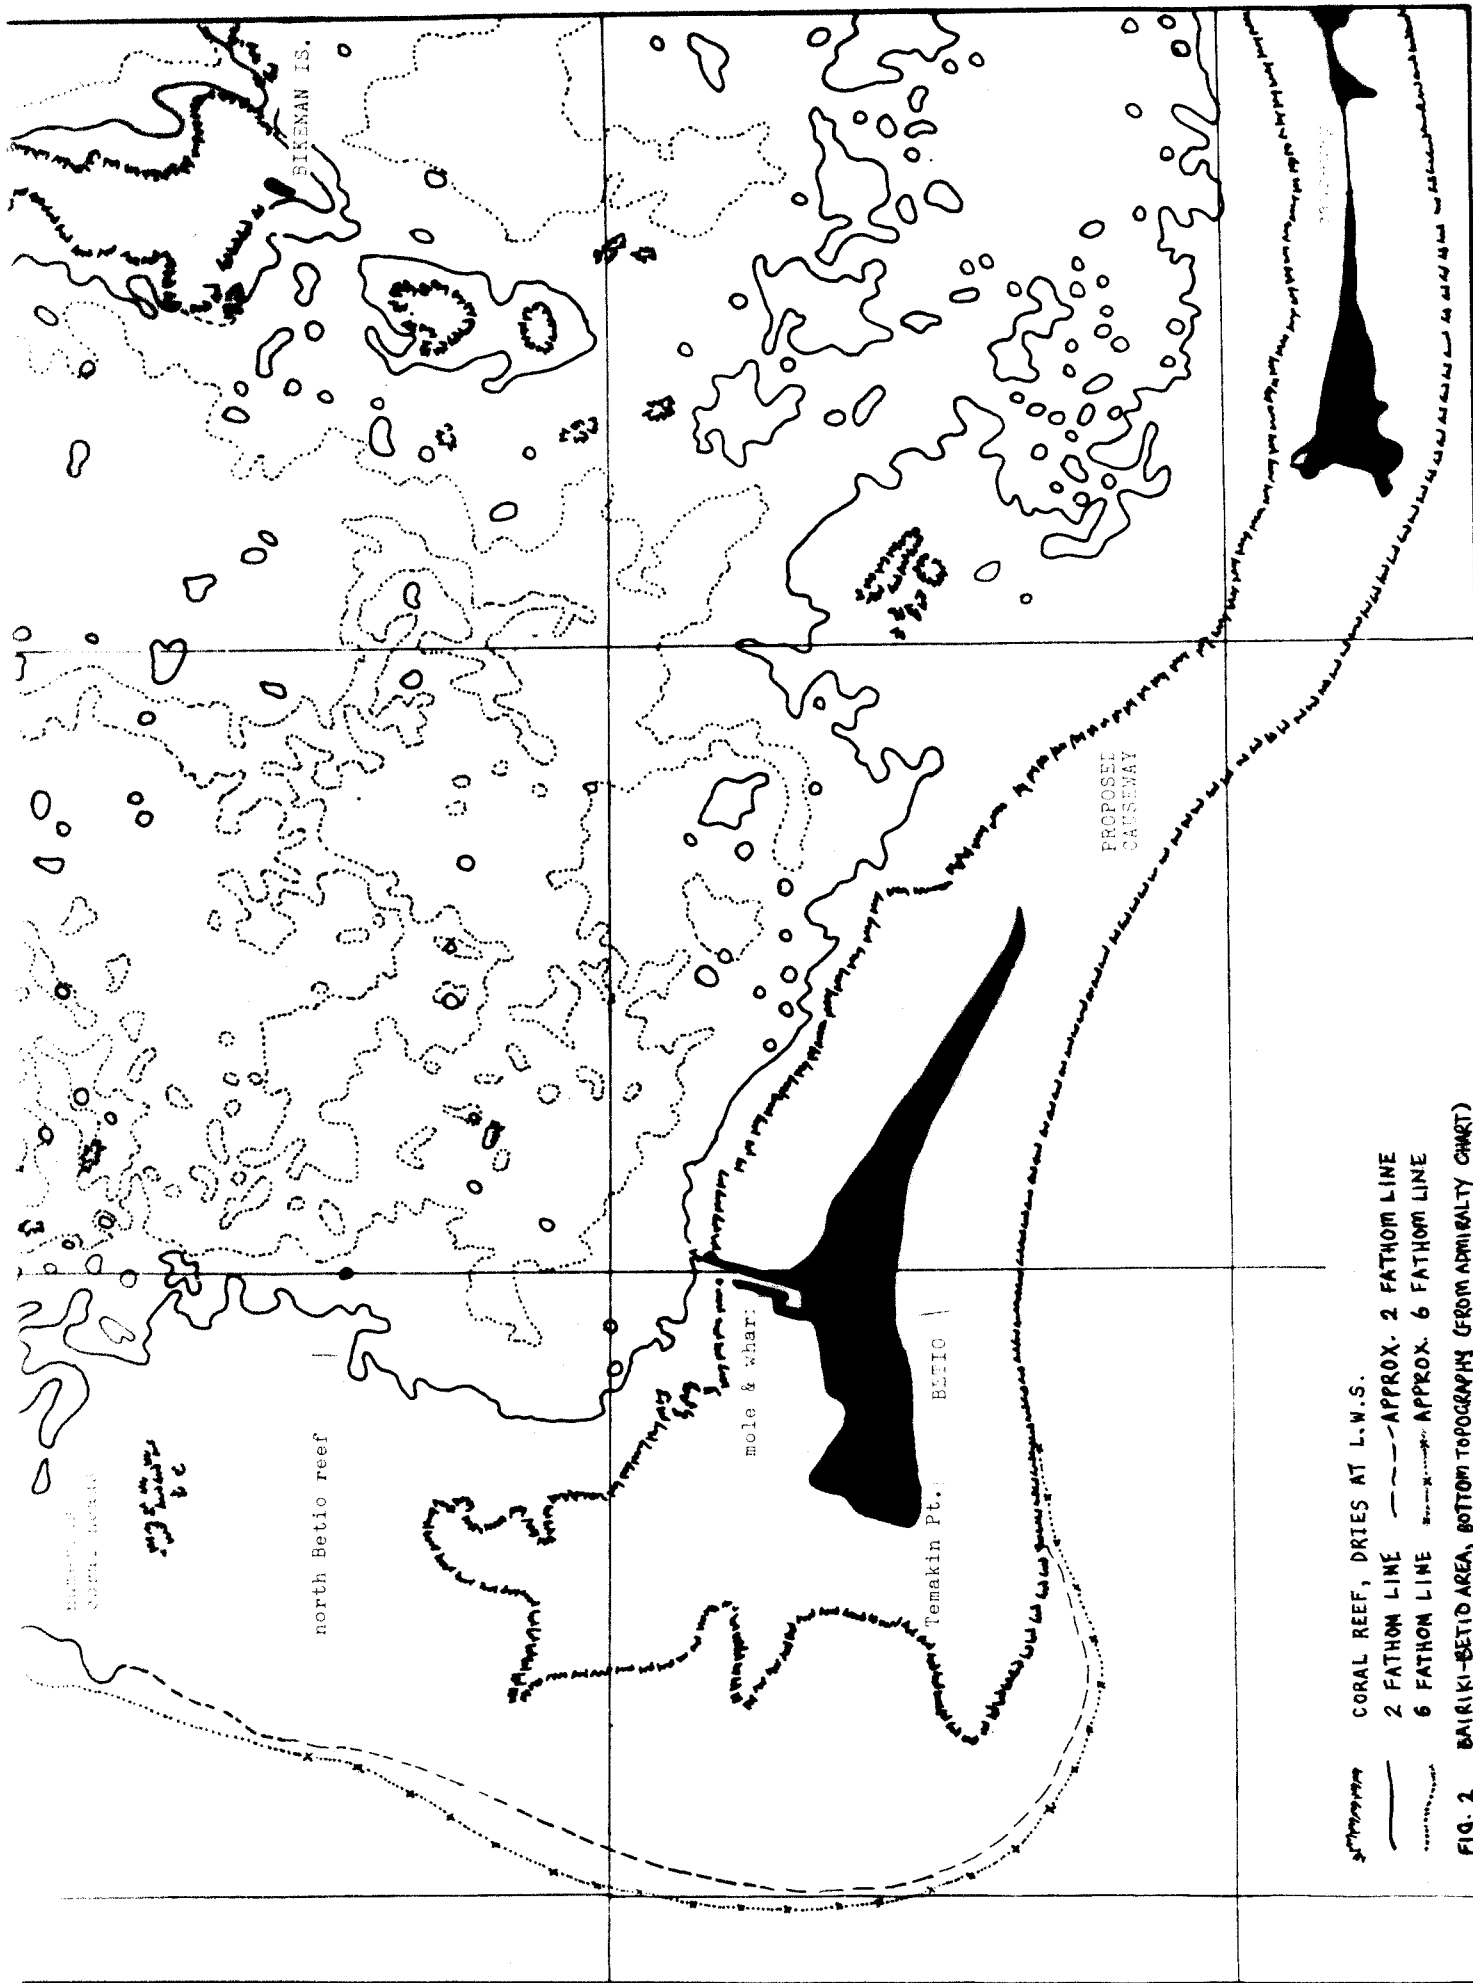 BIKENMAN IS.
north Betio reef
mole & whar
Temakin Pt.
BETIO
PROPOSED
CAUSEWAY
CORAL REEF, DRIES AT L.W.S.
2 FATHOM LINE
APPROX. 2 FATHOM LINE
6 FATHOM LINE
APPROX. 6 FATHOM LINE
FIG. 2 BAIRIKI-BETIO AREA, BOTTOM TOPOGRAPHY (FROM ADMIRALTY CHART)